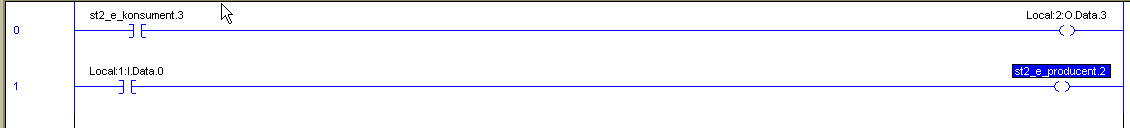 st2_e_konsument.3 Local:2:O.Data.3
0
Local:1:I.Data.0 st2_e_producent.2
1